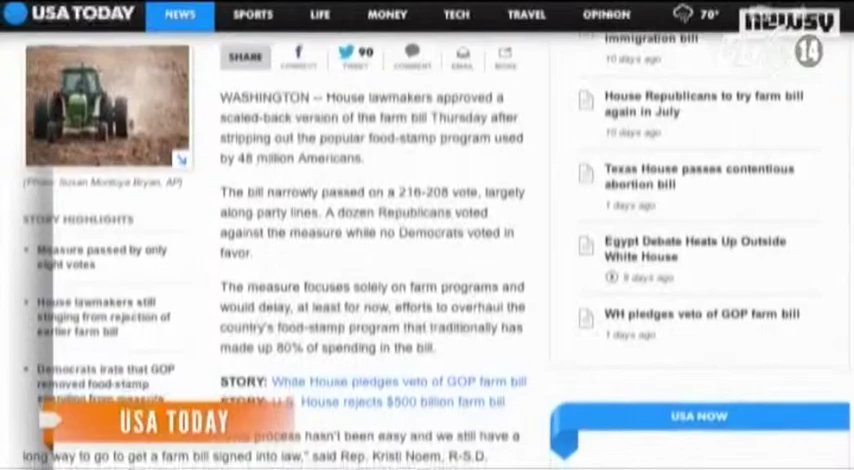 USA TODAY NEWS SPORTS LIFE MONEY TECH TRAVEL OPINION 70°
newsy
14
SHARE
CONNECT
90
TWEET
COMMENT
EMAIL
MORE
(Photo: Susan Montoya Bryan, AP)
STORY HIGHLIGHTS
Measure passed by only
eight votes
House lawmakers still
stinging from rejection of
earlier farm bill
Democrats irate that GOP
removed food-stamp
WASHINGTON — House lawmakers approved a
scaled-back version of the farm bill Thursday after
stripping out the popular food-stamp program used
by 48 million Americans.
The bill narrowly passed on a 216-208 vote, largely
along party lines. A dozen Republicans voted
against the measure while no Democrats voted in
favor.
The measure focuses solely on farm programs and
would delay, at least for now, efforts to overhaul the
country's food-stamp program that traditionally has
made up 80% of spending in the bill.
STORY: White House pledges veto of GOP farm bill
STORY: U.S. House rejects $500 billion farm bill
process hasn't been easy and we still have a
long way to go to get a farm bill signed into law," said Rep. Kristi Noem, R-S.D.
immigration bill
10 days ago
House Republicans to try farm bill
again in July
Texas House passes contentious
abortion bill
1 days ago
Egypt Debate Heats Up Outside
White House
days ago
WH pledges veto of GOP farm bill
1 days ago
USA NOW
USA TODAY